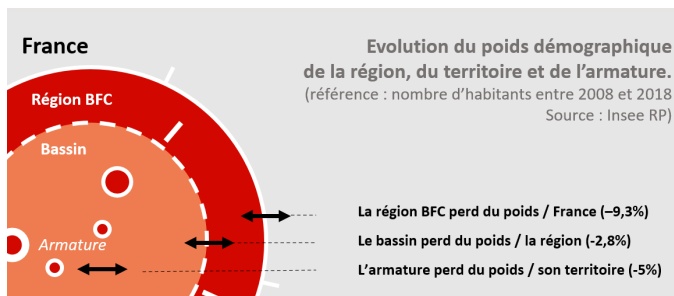 France
Evolution du poids démographique
de la région, du territoire et de l’armature.
(référence : nombre d’habitants entre 2008 et 2018
Source : Insee RP)
Région BFC
Bassin
Armature
La région BFC perd du poids / France (–9,3%)
Le bassin perd du poids / la région (-2,8%)
L’armature perd du poids / son territoire (-5%)